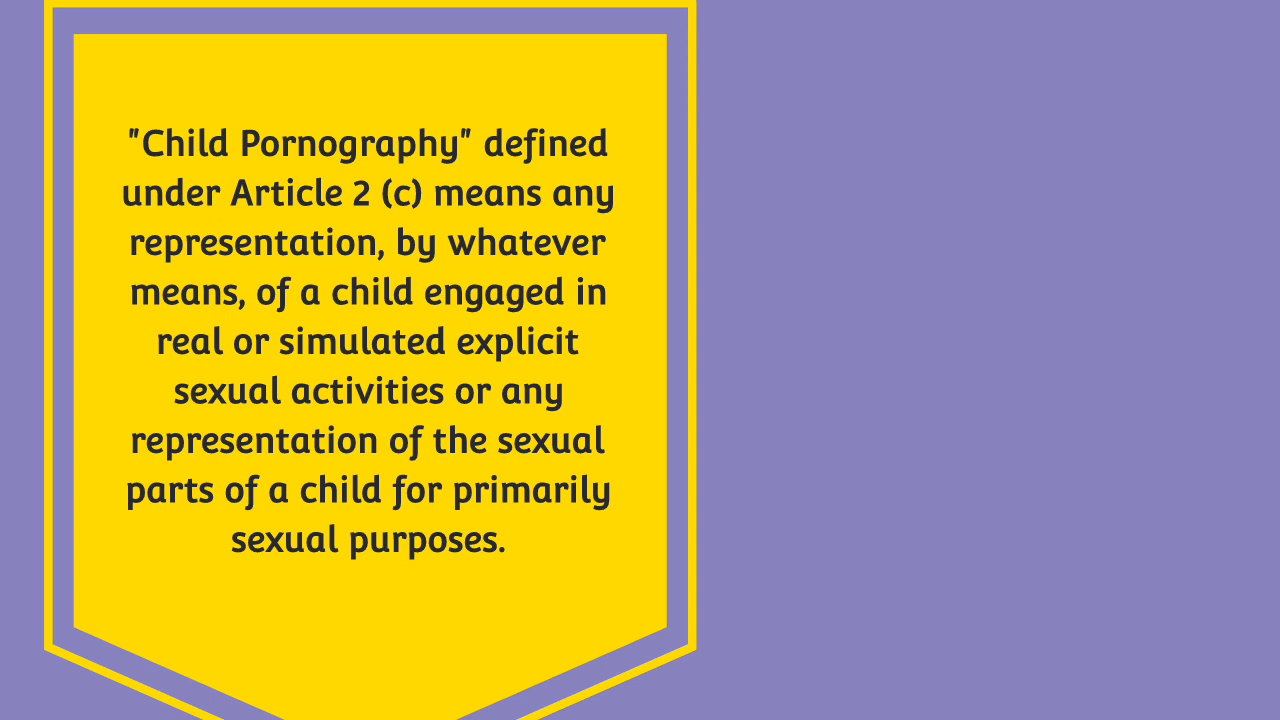 "Child Pornography" defined
under Article 2 (c) means any
representation, by whatever
means, of a child engaged in
real or simulated explicit
sexual activities or any
representation of the sexual
parts of a child for primarily
sexual purposes.